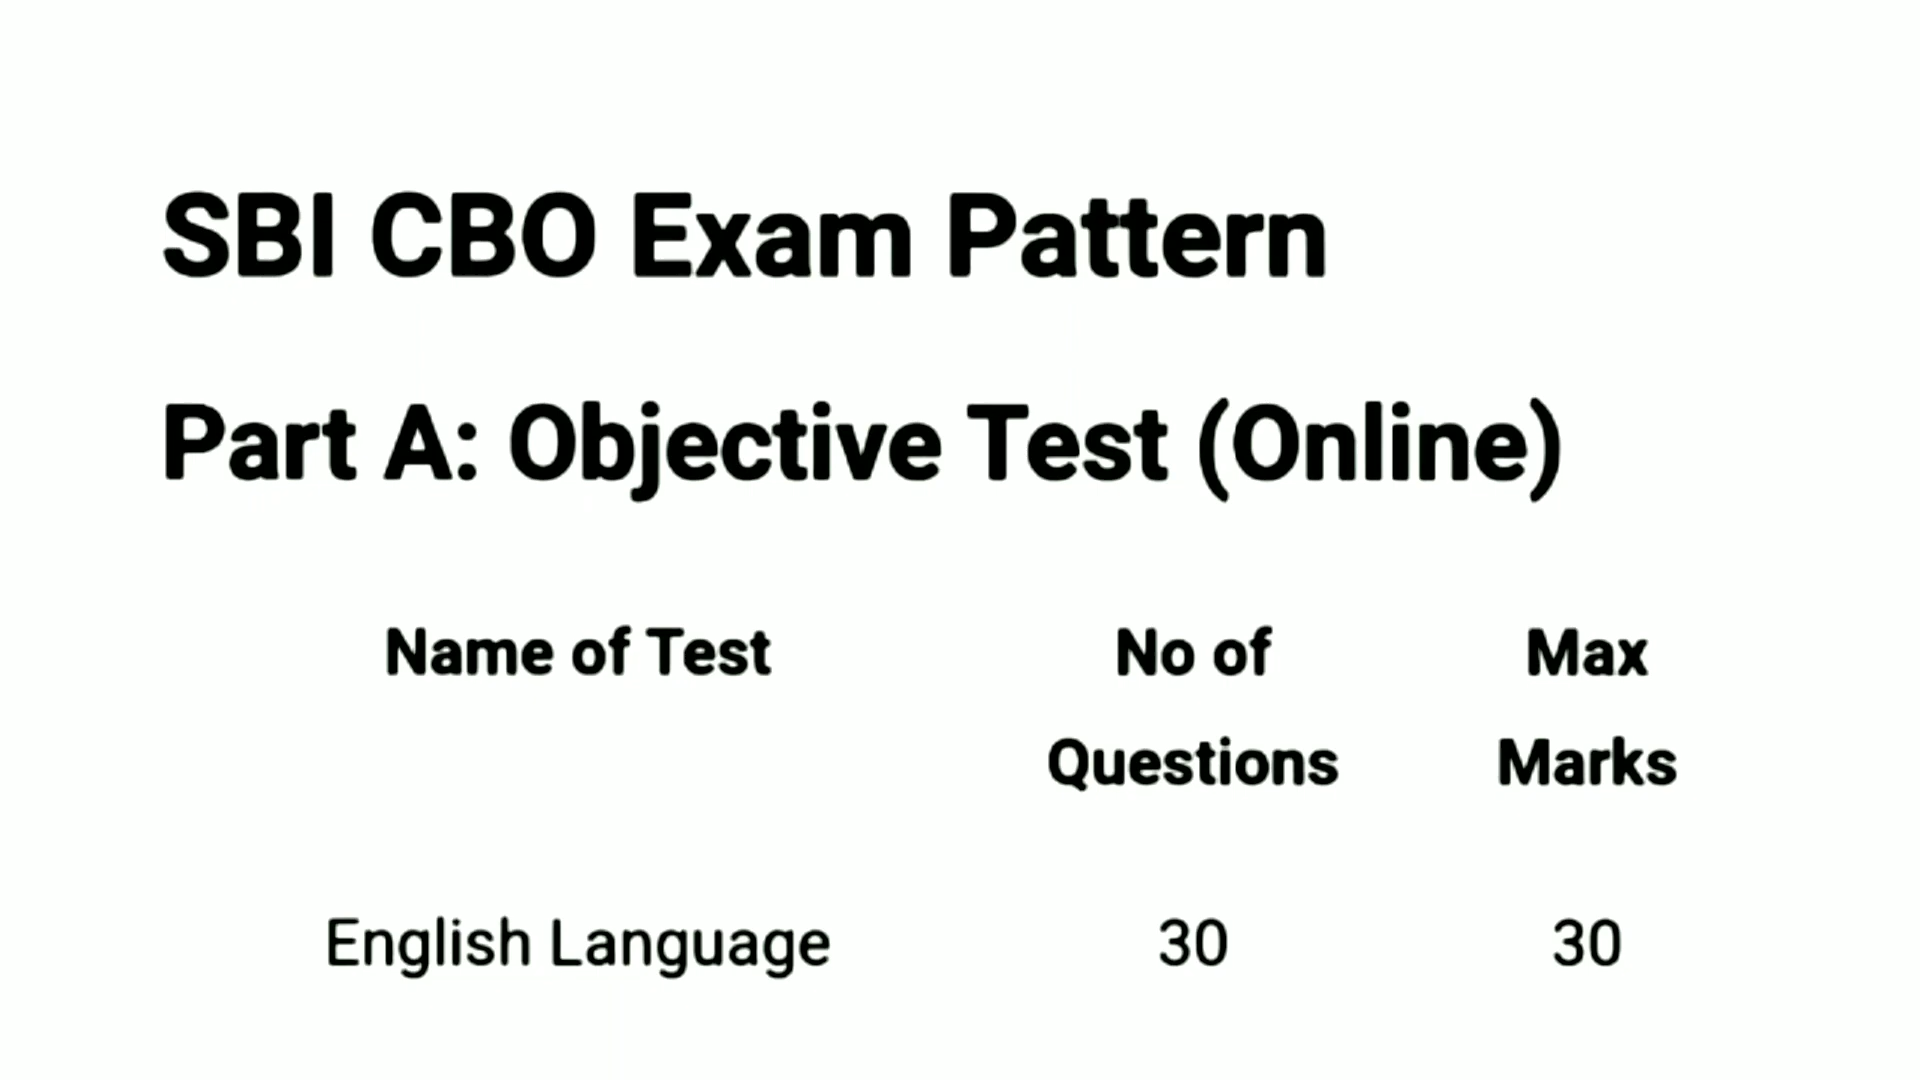 SBI CBO Exam Pattern
Part A: Objective Test (Online)
Name of Test No of Max
Questions Marks
English Language 30 30